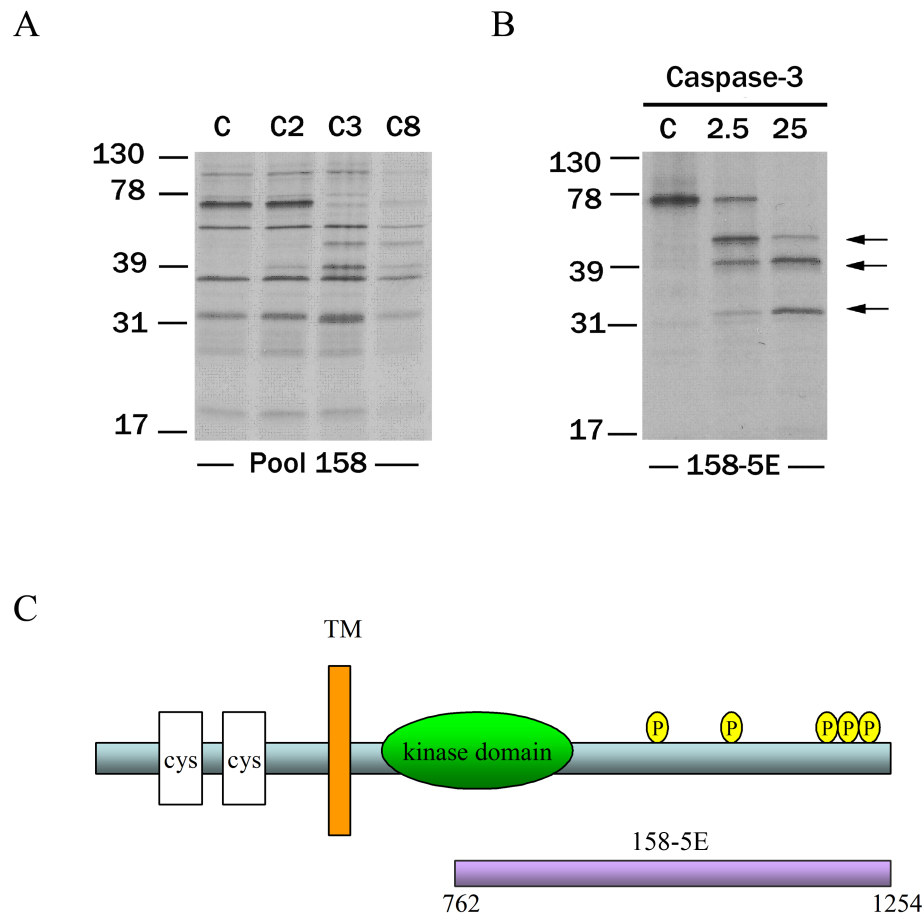 A
B
C C2 C3 C8
130
78
39
31
17
Pool 158
Caspase-3
C 2.5 25
130
78
39
31
17
158-5E
C
TM
cys cys kinase domain P P P P P
158-5E
762 1254